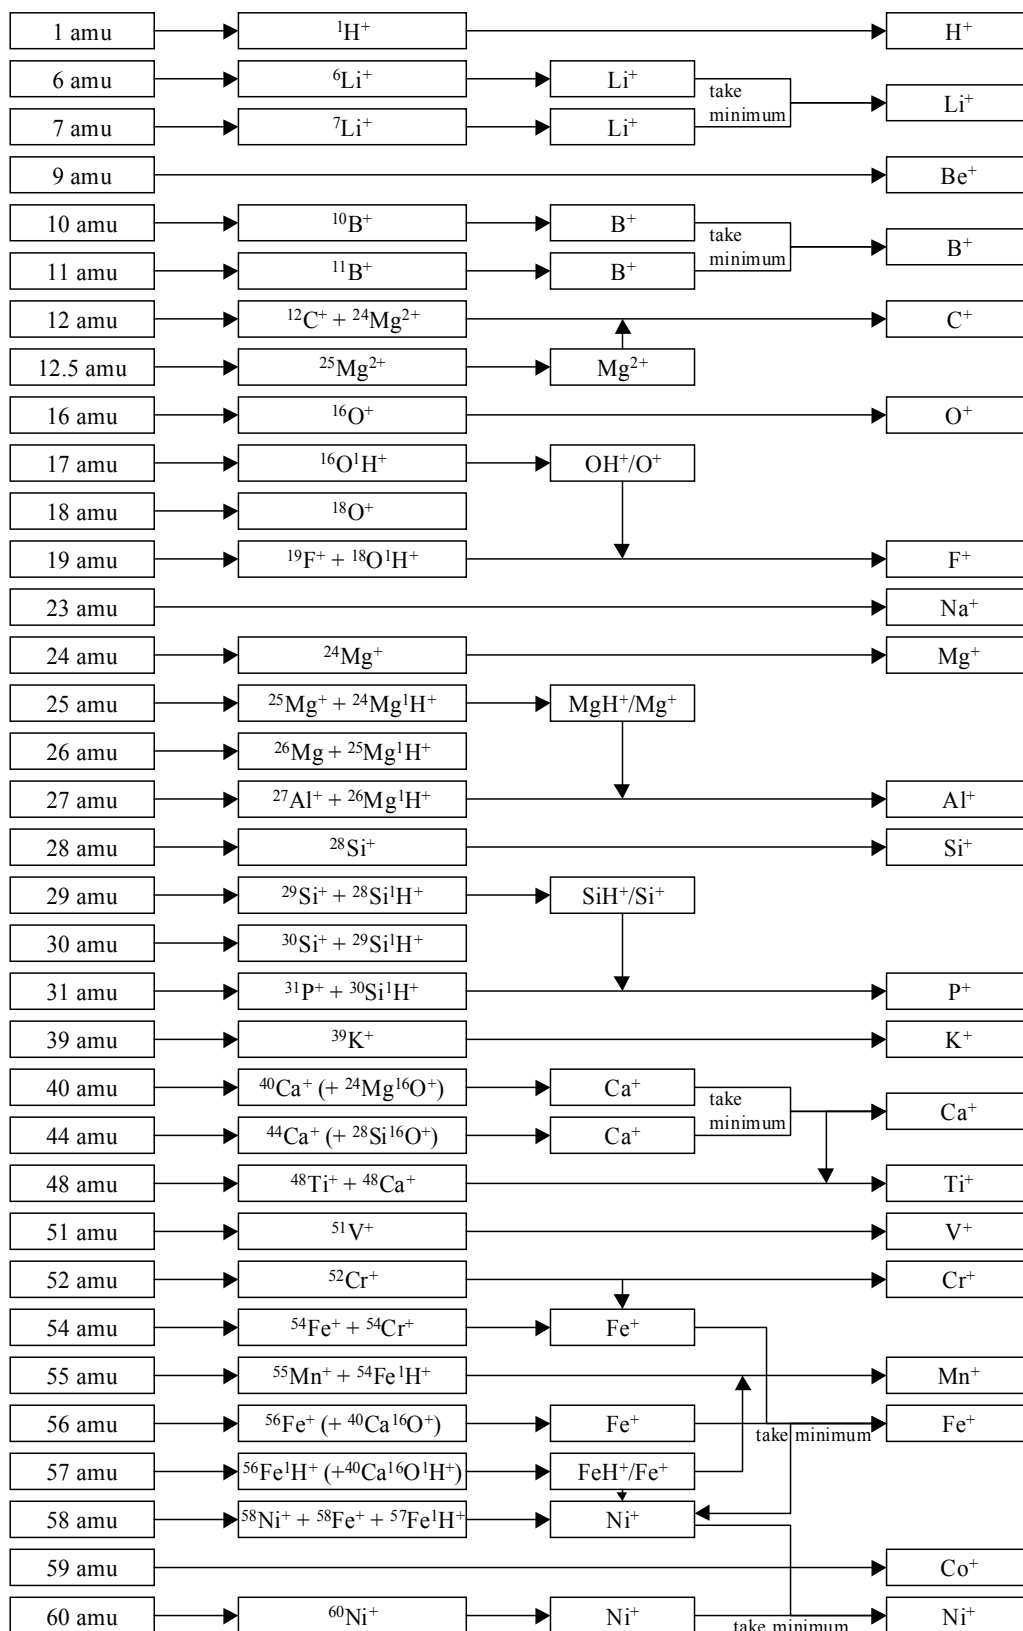 1 amu ¹H⁺ H⁺
6 amu ⁶Li⁺ Li⁺
take minimum
Li⁺
7 amu ⁷Li⁺ Li⁺
9 amu Be⁺
10 amu ¹⁰B⁺ B⁺
take minimum
B⁺
11 amu ¹¹B⁺ B⁺
12 amu ¹²C⁺ + ²⁴Mg²⁺ C⁺
12.5 amu ²⁵Mg²⁺ Mg²⁺
16 amu ¹⁶O⁺ O⁺
17 amu ¹⁶O¹H⁺ OH⁺/O⁺
18 amu ¹⁸O⁺
19 amu ¹⁹F⁺ + ¹⁸O¹H⁺ F⁺
23 amu Na⁺
24 amu ²⁴Mg⁺ Mg⁺
25 amu ²⁵Mg⁺ + ²⁴Mg¹H⁺ MgH⁺/Mg⁺
26 amu ²⁶Mg + ²⁵Mg¹H⁺
27 amu ²⁷Al⁺ + ²⁶Mg¹H⁺ Al⁺
28 amu ²⁸Si⁺ Si⁺
29 amu ²⁹Si⁺ + ²⁸Si¹H⁺ SiH⁺/Si⁺
30 amu ³⁰Si⁺ + ²⁹Si¹H⁺
31 amu ³¹P⁺ + ³⁰Si¹H⁺ P⁺
39 amu ³⁹K⁺ K⁺
40 amu ⁴⁰Ca⁺ (+ ²⁴Mg¹⁶O⁺) Ca⁺
take minimum
Ca⁺
44 amu ⁴⁴Ca⁺ (+ ²⁸Si¹⁶O⁺) Ca⁺
48 amu ⁴⁸Ti⁺ + ⁴⁸Ca⁺ Ti⁺
51 amu ⁵¹V⁺ V⁺
52 amu ⁵²Cr⁺ Cr⁺
54 amu ⁵⁴Fe⁺ + ⁵⁴Cr⁺ Fe⁺
55 amu ⁵⁵Mn⁺ + ⁵⁴Fe¹H⁺ Mn⁺
56 amu ⁵⁶Fe⁺ (+ ⁴⁰Ca¹⁶O⁺) Fe⁺ Fe⁺
take minimum
57 amu ⁵⁶Fe¹H⁺ (+⁴⁰Ca¹⁶O¹H⁺) FeH⁺/Fe⁺
58 amu ⁵⁸Ni⁺ + ⁵⁸Fe⁺ + ⁵⁷Fe¹H⁺ Ni⁺
59 amu Co⁺
60 amu ⁶⁰Ni⁺ Ni⁺ Ni⁺
take minimum